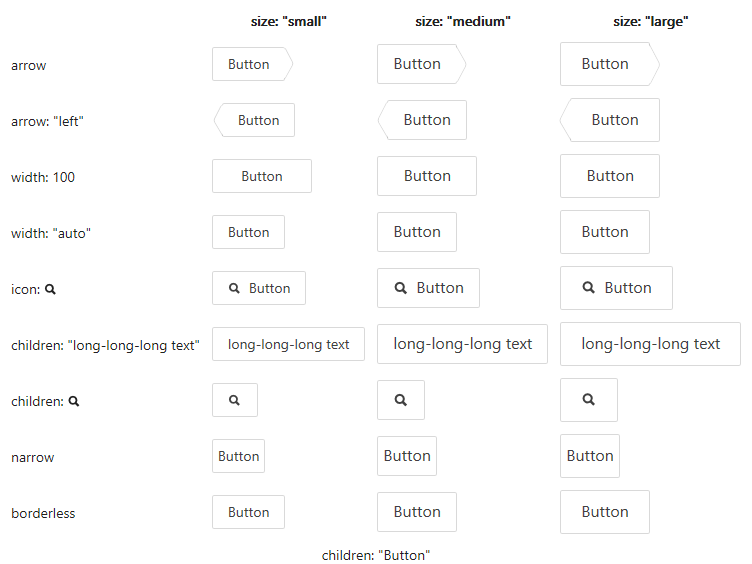 size: "small" size: "medium" size: "large"
arrow Button Button Button
arrow: "left" Button Button Button
width: 100 Button Button Button
width: "auto" Button Button Button
icon: Button Button Button
children: "long-long-long text" long-long-long text long-long-long text long-long-long text
children:
narrow Button Button Button
borderless Button Button Button
children: "Button"